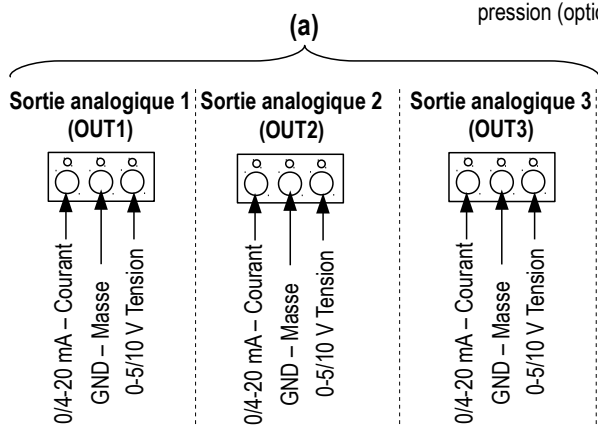 pression (optio
(a)
Sortie analogique 1
(OUT1)
Sortie analogique 2
(OUT2)
Sortie analogique 3
(OUT3)
0/4-20 mA – Courant
GND – Masse
0-5/10 V Tension
0/4-20 mA – Courant
GND – Masse
0-5/10 V Tension
0/4-20 mA – Courant
GND – Masse
0-5/10 V Tension